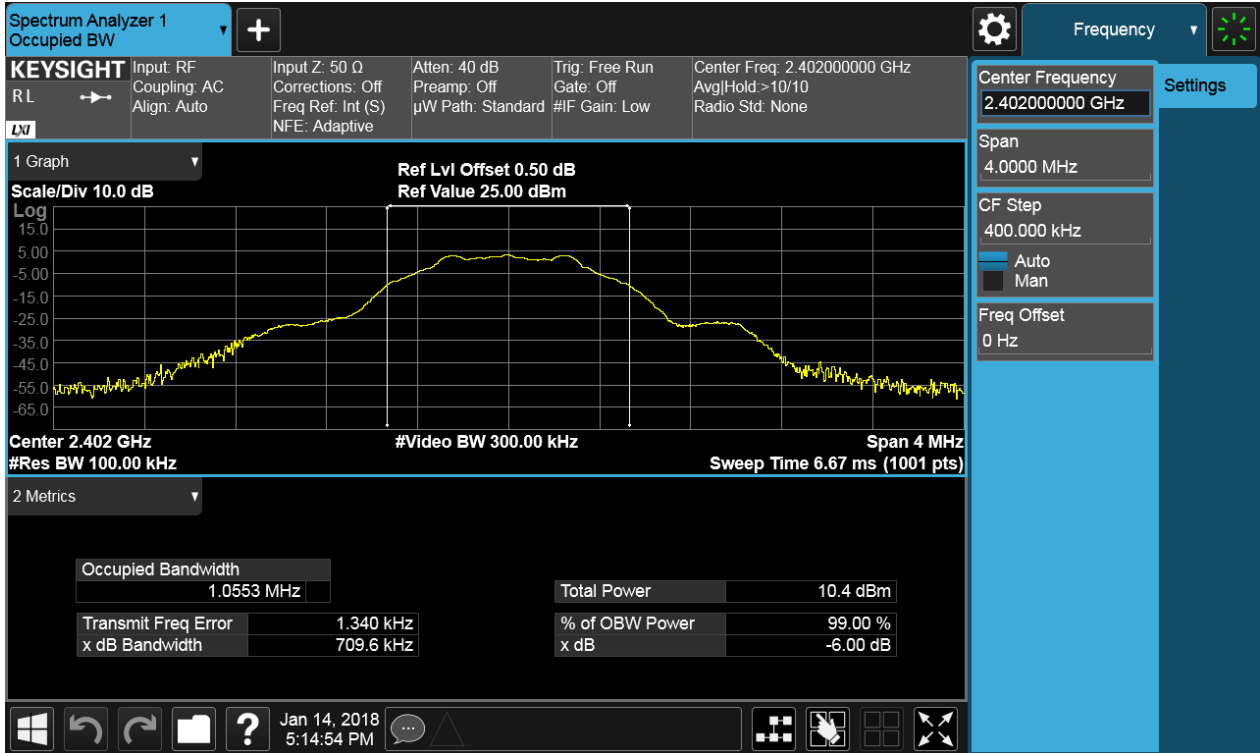 Spectrum Analyzer 1
Occupied BW
Frequency
KEYSIGHT
RL
LXI
Input: RF
Coupling: AC
Align: Auto
Input Z: 50 Ω
Corrections: Off
Freq Ref: Int (S)
NFE: Adaptive
Atten: 40 dB
Preamp: Off
µW Path: Standard
Trig: Free Run
Gate: Off
#IF Gain: Low
Center Freq: 2.402000000 GHz
Avg|Hold:>10/10
Radio Std: None
Center Frequency
2.402000000 GHz
Settings
Span
4.0000 MHz
CF Step
400.000 kHz
Auto
Man
Freq Offset
0 Hz
1 Graph
Ref Lvl Offset 0.50 dB
Scale/Div 10.0 dB
Ref Value 25.00 dBm
Log
15.0
5.00
-5.00
-15.0
-25.0
-35.0
-45.0
-55.0
-65.0
Center 2.402 GHz
#Video BW 300.00 kHz
Span 4 MHz
#Res BW 100.00 kHz
Sweep Time 6.67 ms (1001 pts)
2 Metrics
Occupied Bandwidth
1.0553 MHz
Total Power 10.4 dBm
Transmit Freq Error 1.340 kHz
% of OBW Power 99.00 %
x dB Bandwidth 709.6 kHz
x dB -6.00 dB
?
Jan 14, 2018
5:14:54 PM